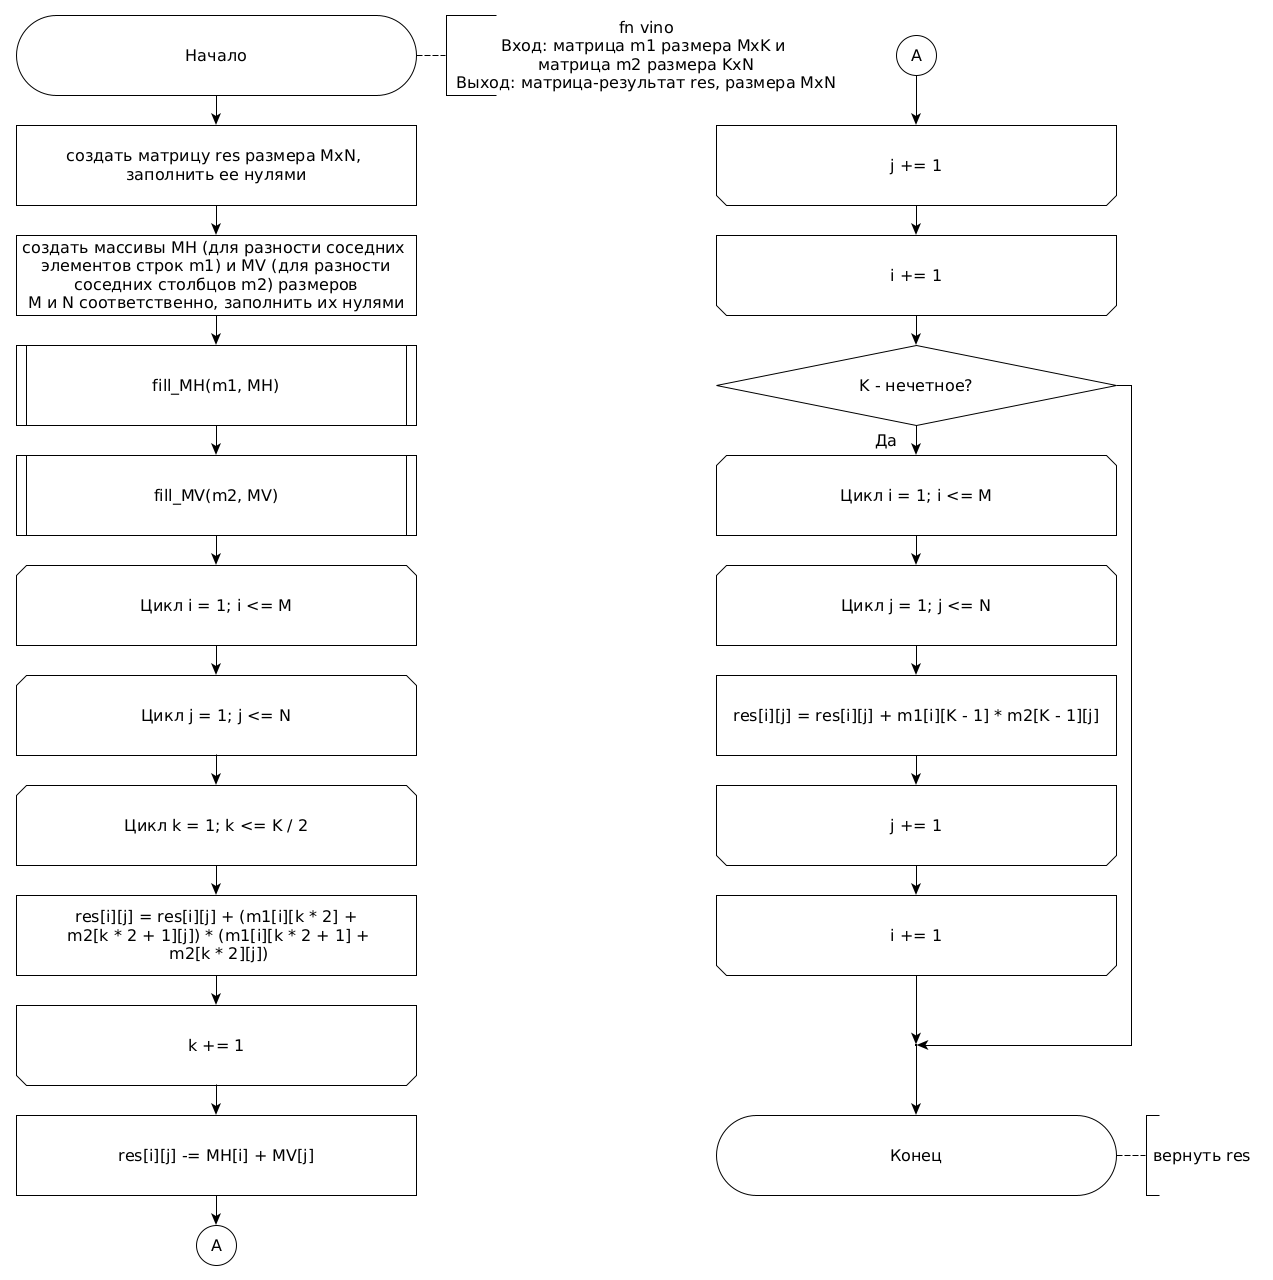 Начало
fn vino
Вход: матрица m1 размера MxK и
матрица m2 размера KxN
Выход: матрица-результат res, размера MxN
создать матрицу res размера MxN,
заполнить ее нулями
создать массивы MH (для разности соседних
элементов строк m1) и MV (для разности
соседних столбцов m2) размеров
M и N соответственно, заполнить их нулями
fill_MH(m1, MH)
fill_MV(m2, MV)
Цикл i = 1; i <= M
Цикл j = 1; j <= N
Цикл k = 1; k <= K / 2
res[i][j] = res[i][j] + (m1[i][k * 2] +
m2[k * 2 + 1][j]) * (m1[i][k * 2 + 1] +
m2[k * 2][j])
k += 1
res[i][j] -= MH[i] + MV[j]
A
A
j += 1
i += 1
K - нечетное?
Да
Цикл i = 1; i <= M
Цикл j = 1; j <= N
res[i][j] = res[i][j] + m1[i][K - 1] * m2[K - 1][j]
j += 1
i += 1
Конец
вернуть res